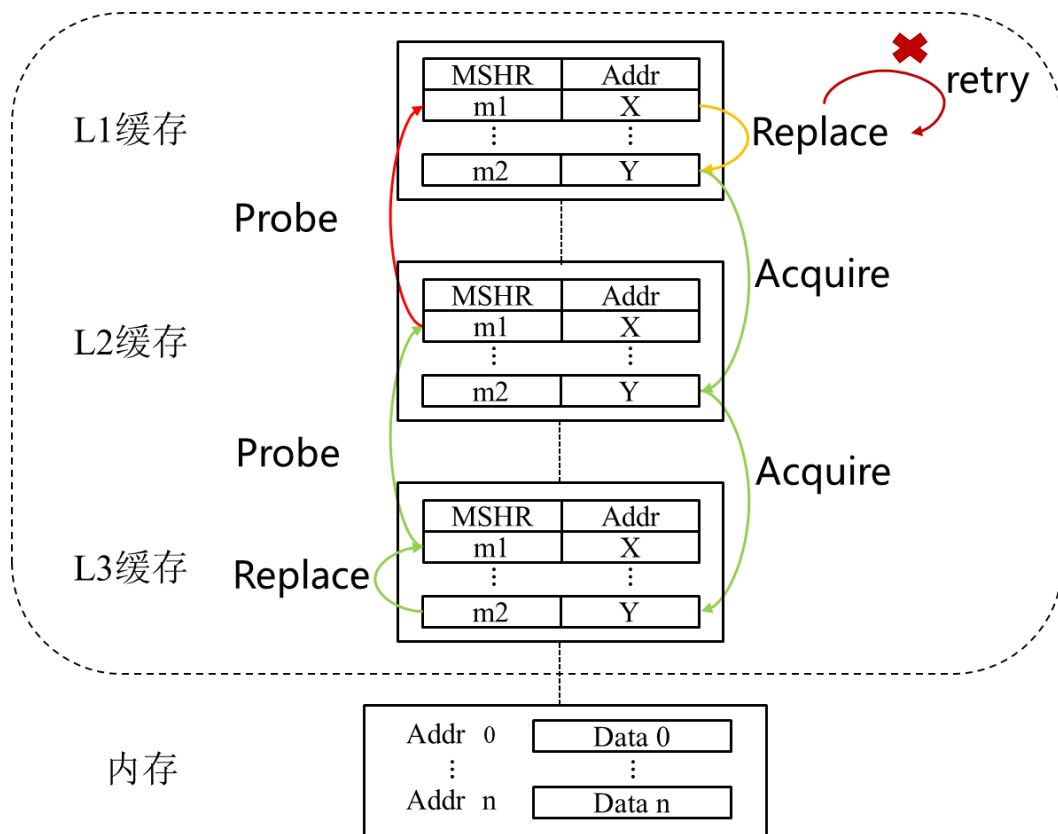 retry
MSHR Addr
L1缓存
m1 X
Replace
⋮ ⋮
m2 Y
Probe
Acquire
MSHR Addr
L2缓存
m1 X
⋮ ⋮
m2 Y
Probe
Acquire
MSHR Addr
L3缓存
m1 X
Replace
⋮ ⋮
m2 Y
内存
Addr 0 Data 0
⋮ ⋮
Addr n Data n